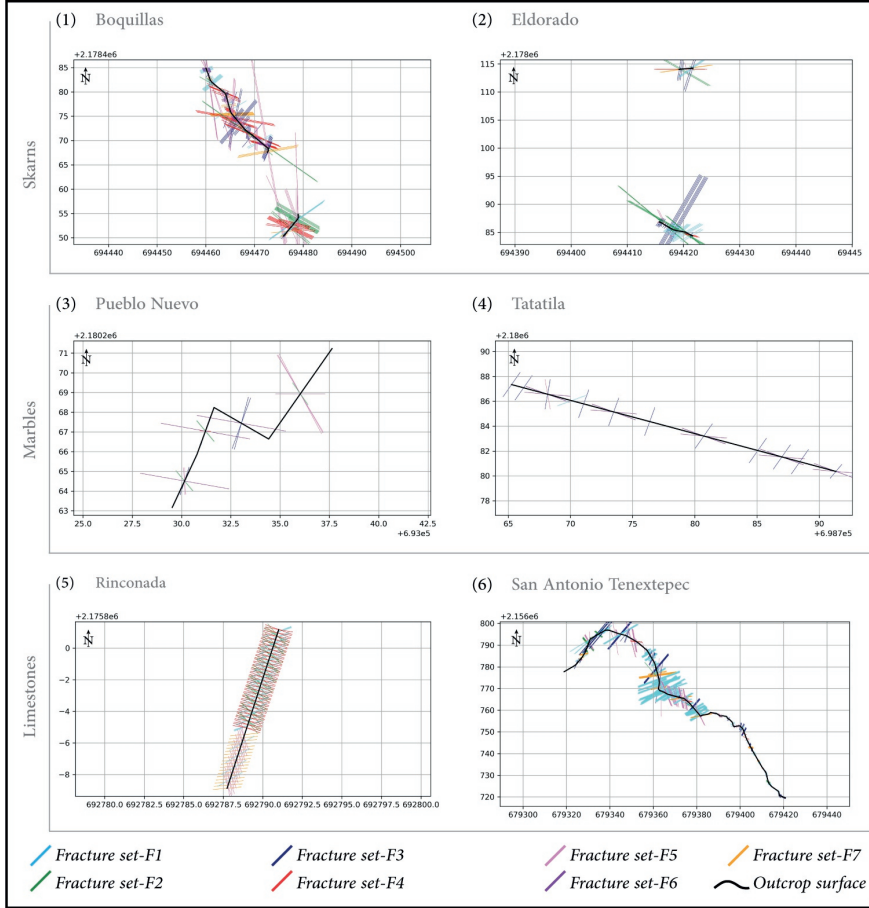 (1) Boquillas
+2.1784e6
85
80
75
70
65
60
55
50
N
694440 694450 694460 694470 694480 694490 694500
(2) Eldorado
+2.178e6
115
110
105
100
95
90
85
N
694390 694400 694410 694420 694430 694440 69445
Skarns
(3) Pueblo Nuevo
+2.1802e6
71
70
69
68
67
66
65
64
63
N
25.0 27.5 30.0 32.5 35.0 37.5 40.0 42.5
+6.93e5
(4) Tatatila
+2.18e6
90
88
86
84
82
80
78
N
65 70 75 80 85 90
+6.987e5
Marbles
(5) Rinconada
+2.1758e6
0
−2
−4
−6
−8
N
692780.0 692782.5 692785.0 692787.5 692790.0 692792.5 692795.0 692797.5 692800.0
(6) San Antonio Tenextepec
+2.156e6
800
790
780
770
760
750
740
730
720
N
679300 679320 679340 679360 679380 679400 679420 679440
Limestones
Fracture set-F1 Fracture set-F3 Fracture set-F5 Fracture set-F7
Fracture set-F2 Fracture set-F4 Fracture set-F6 Outcrop surface